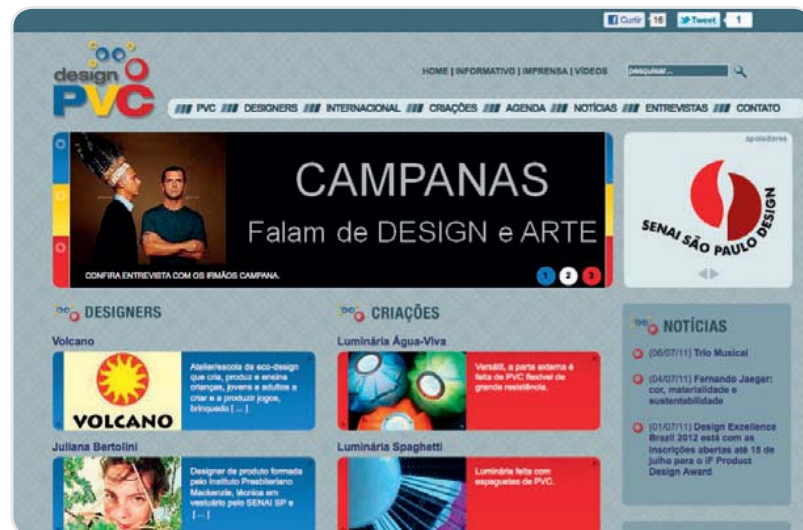 Curtir 16 Tweet 1
design
PVC
HOME | INFORMATIVO | IMPRENSA | VÍDEOS
pesquisar...
/// PVC /// DESIGNERS /// INTERNACIONAL /// CRIAÇÕES /// AGENDA /// NOTÍCIAS /// ENTREVISTAS /// CONTATO
CAMPANAS
Falam de DESIGN e ARTE
CONFIRA ENTREVISTA COM OS IRMÃOS CAMPANA.
1 2 3
apoiadores
SENAI SÃO PAULO DESIGN
DESIGNERS
Volcano
VOLCANO
Atelier/escola de eco-design
que cria, produz e ensina
crianças, jovens e adultos a
criar e a produzir jogos,
brinquedo [ ... ]
Juliana Bertolini
Designer de produto formada
pelo Instituto Presbiteriano
Mackenzie, técnica em
vestuário pelo SENAI SP e
[ ... ]
CRIAÇÕES
Luminária Água-Viva
Versátil, a parte externa é
feita de PVC flexível de
grande resistência.
Luminária Spaghetti
Luminária feita com
espaguetes de PVC.
NOTÍCIAS
(06/07/11) Trio Musical
(04/07/11) Fernando Jaeger:
cor, materialidade e
sustentabilidade
(01/07/11) Design Excellence
Brazil 2012 está com as
inscrições abertas até 15 de
julho para o iF Product
Design Award